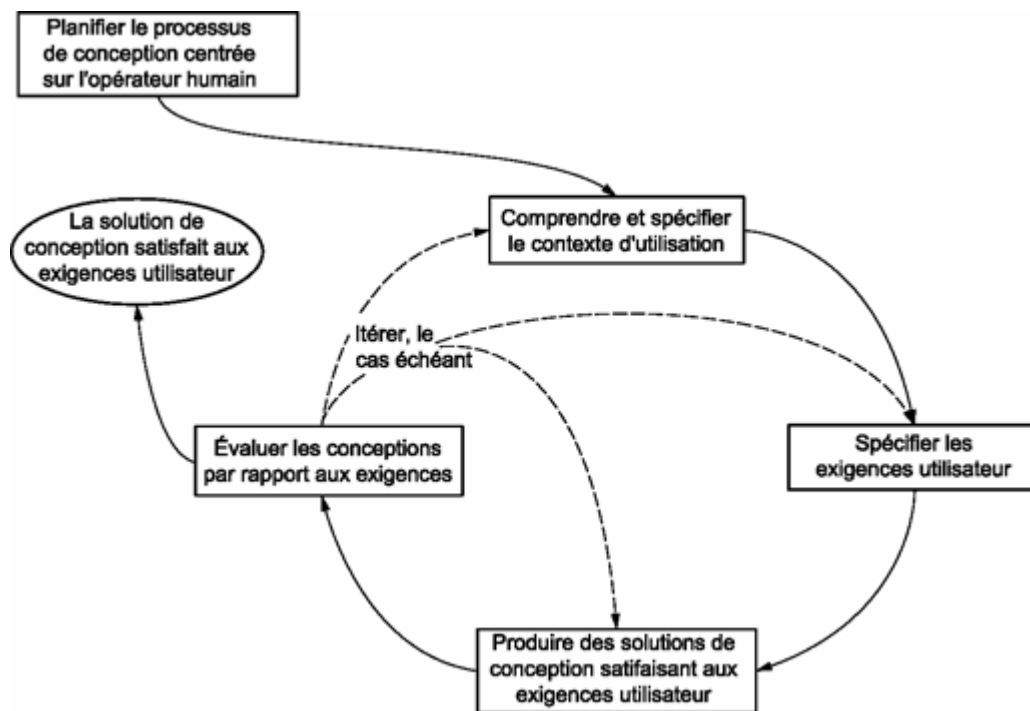 Planifier le processus
de conception centrée
sur l'opérateur humain
La solution de
conception satisfait aux
exigences utilisateur
Comprendre et spécifier
le contexte d'utilisation
Itérer, le
cas échéant
Évaluer les conceptions
par rapport aux exigences
Spécifier les
exigences utilisateur
Produire des solutions de
conception satifaisant aux
exigences utilisateur